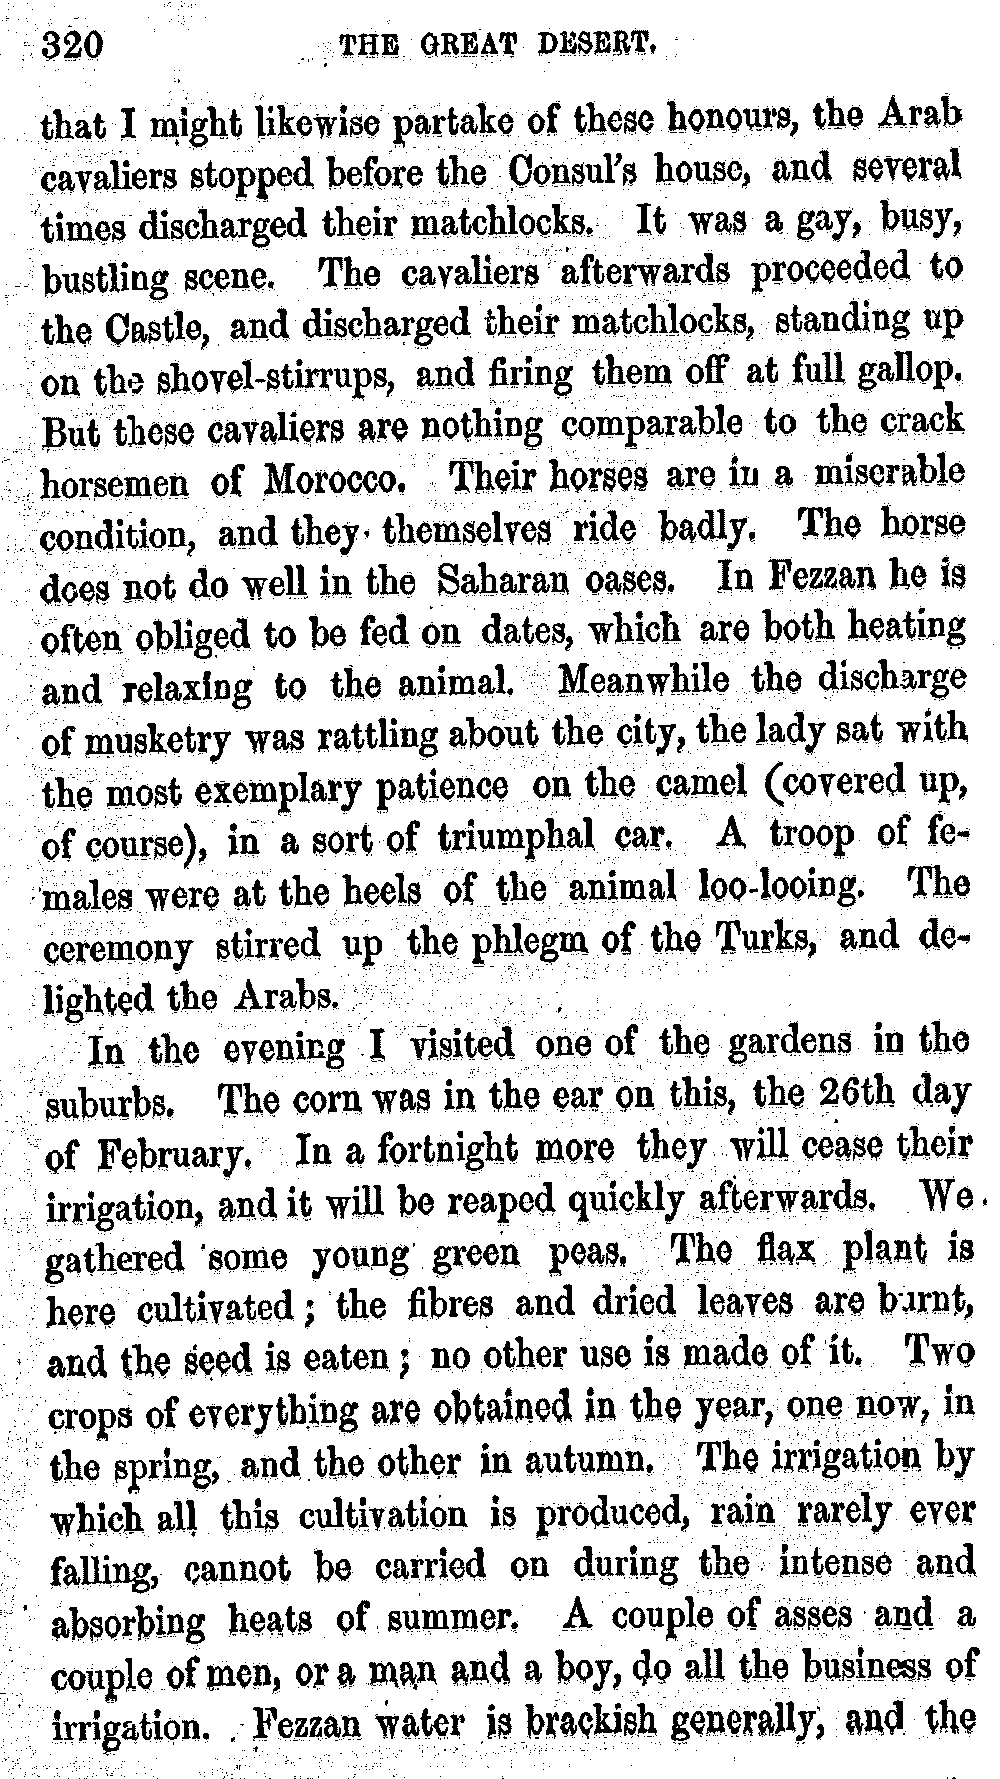 320 THE GREAT DESERT.
that I might likewise partake of these honours, the Arab
cavaliers stopped before the Consul's house, and several
times discharged their matchlocks. It was a gay, busy,
bustling scene. The cavaliers afterwards proceeded to
the Castle, and discharged their matchlocks, standing up
on the shovel-stirrups, and firing them off at full gallop.
But these cavaliers are nothing comparable to the crack
horsemen of Morocco. Their horses are in a miserable
condition, and they themselves ride badly. The horse
does not do well in the Saharan oases. In Fezzan he is
often obliged to be fed on dates, which are both heating
and relaxing to the animal. Meanwhile the discharge
of musketry was rattling about the city, the lady sat with
the most exemplary patience on the camel (covered up,
of course), in a sort of triumphal car. A troop of fe-
males were at the heels of the animal loo-looing. The
ceremony stirred up the phlegm of the Turks, and de-
lighted the Arabs.
In the evening I visited one of the gardens in the
suburbs. The corn was in the ear on this, the 26th day
of February. In a fortnight more they will cease their
irrigation, and it will be reaped quickly afterwards. We
gathered some young green peas. The flax plant is
here cultivated; the fibres and dried leaves are burnt,
and the seed is eaten; no other use is made of it. Two
crops of everything are obtained in the year, one now, in
the spring, and the other in autumn. The irrigation by
which all this cultivation is produced, rain rarely ever
falling, cannot be carried on during the intense and
absorbing heats of summer. A couple of asses and a
couple of men, or a man and a boy, do all the business of
irrigation. Fezzan water is brackish generally, and the